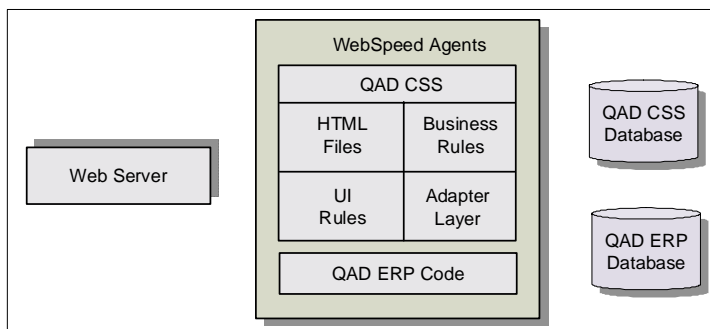 WebSpeed Agents
QAD CSS
HTML
Files
Business
Rules
UI
Rules
Adapter
Layer
QAD ERP Code
Web Server
QAD CSS
Database
QAD ERP
Database